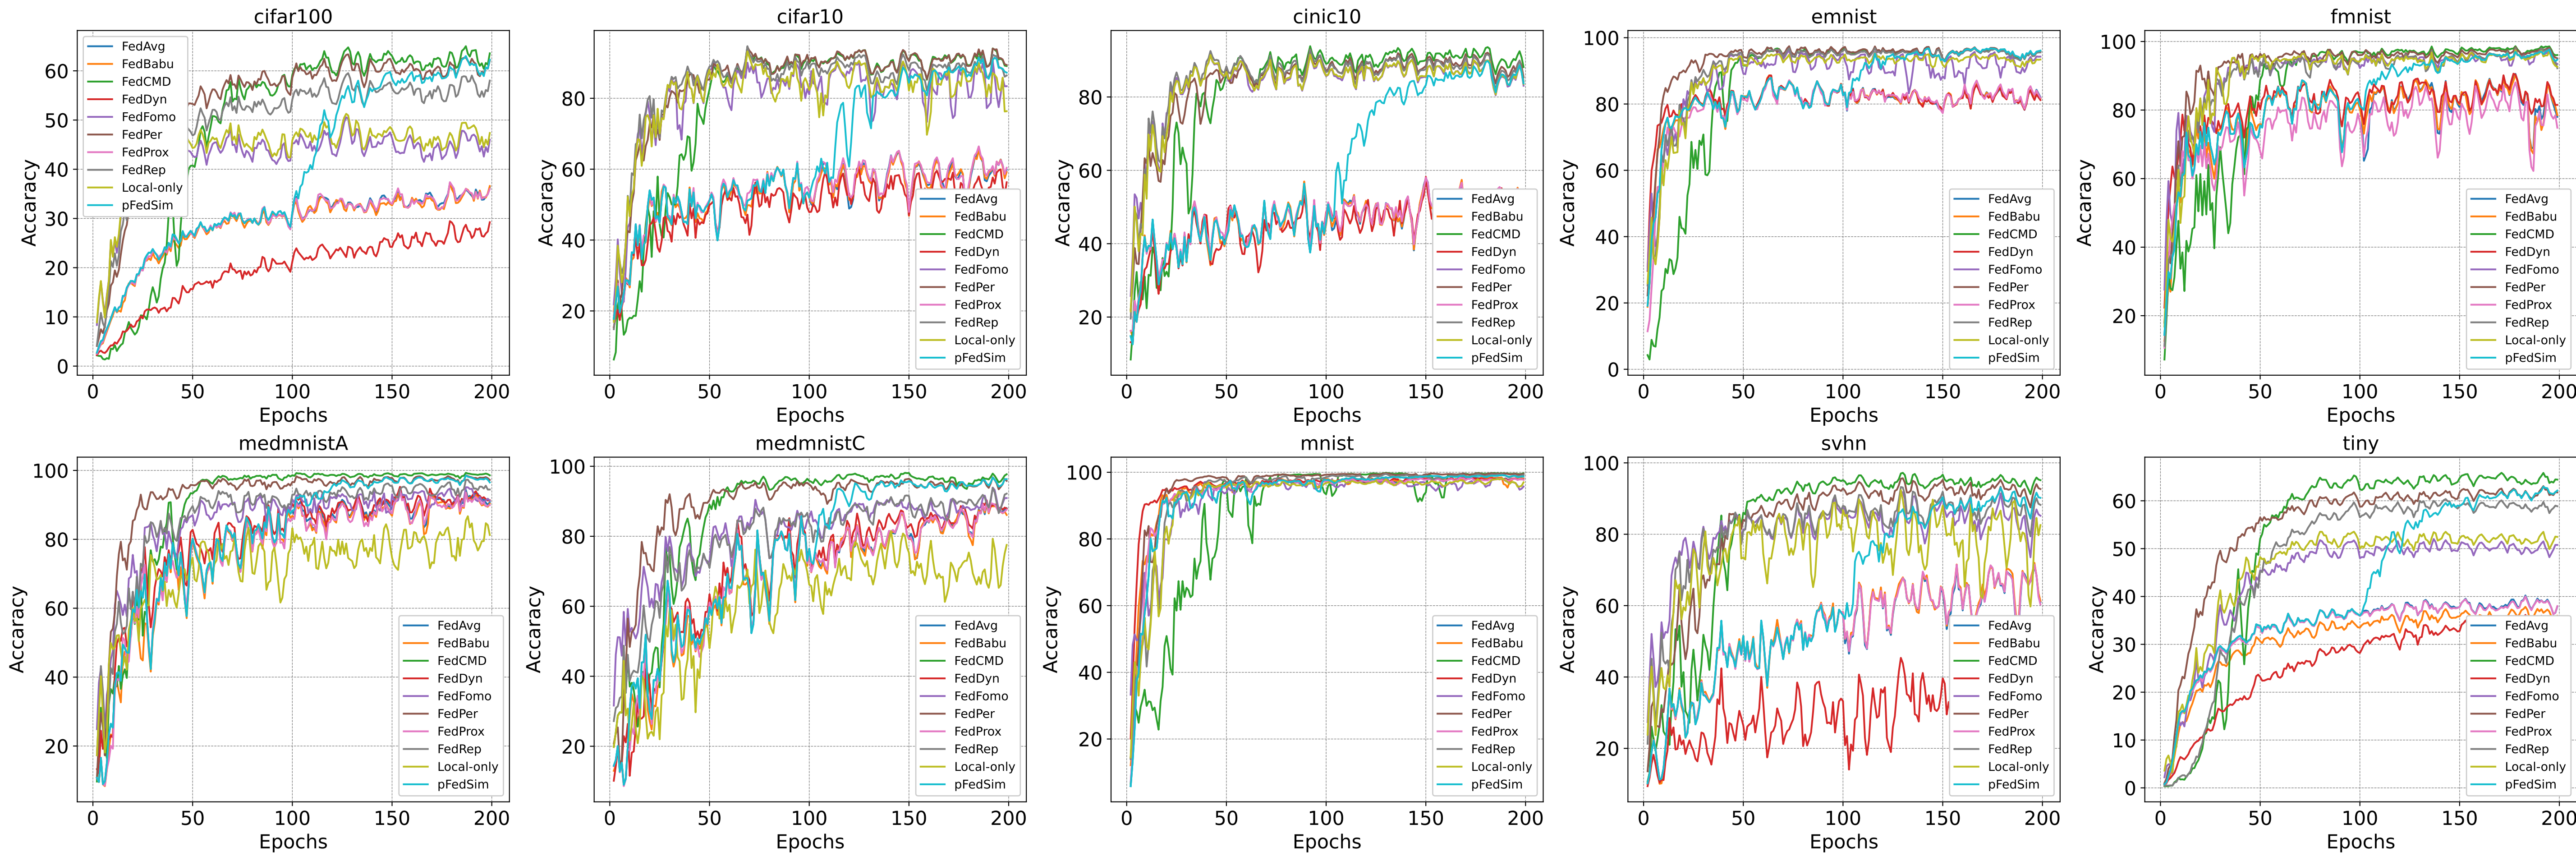 cifar100
Accaracy
60
50
40
30
20
10
0
FedAvg
FedBabu
FedCMD
FedDyn
FedFomo
FedPer
FedProx
FedRep
Local-only
pFedSim
0 50 100 150 200
Epochs
cifar10
Accaracy
80
60
40
20
FedAvg
FedBabu
FedCMD
FedDyn
FedFomo
FedPer
FedProx
FedRep
Local-only
pFedSim
0 50 100 150 200
Epochs
cinic10
Accaracy
80
60
40
20
FedAvg
FedBabu
FedCMD
FedDyn
FedFomo
FedPer
FedProx
FedRep
Local-only
pFedSim
0 50 100 150 200
Epochs
emnist
Accaracy
100
80
60
40
20
0
FedAvg
FedBabu
FedCMD
FedDyn
FedFomo
FedPer
FedProx
FedRep
Local-only
pFedSim
0 50 100 150 200
Epochs
fmnist
Accaracy
100
80
60
40
20
FedAvg
FedBabu
FedCMD
FedDyn
FedFomo
FedPer
FedProx
FedRep
Local-only
pFedSim
0 50 100 150 200
Epochs
medmnistA
Accaracy
100
80
60
40
20
FedAvg
FedBabu
FedCMD
FedDyn
FedFomo
FedPer
FedProx
FedRep
Local-only
pFedSim
0 50 100 150 200
Epochs
medmnistC
Accaracy
100
80
60
40
20
FedAvg
FedBabu
FedCMD
FedDyn
FedFomo
FedPer
FedProx
FedRep
Local-only
pFedSim
0 50 100 150 200
Epochs
mnist
Accaracy
100
80
60
40
20
FedAvg
FedBabu
FedCMD
FedDyn
FedFomo
FedPer
FedProx
FedRep
Local-only
pFedSim
0 50 100 150 200
Epochs
svhn
Accaracy
100
80
60
40
20
FedAvg
FedBabu
FedCMD
FedDyn
FedFomo
FedPer
FedProx
FedRep
Local-only
pFedSim
0 50 100 150 200
Epochs
tiny
Accaracy
60
50
40
30
20
10
0
FedAvg
FedBabu
FedCMD
FedDyn
FedFomo
FedPer
FedProx
FedRep
Local-only
pFedSim
0 50 100 150 200
Epochs